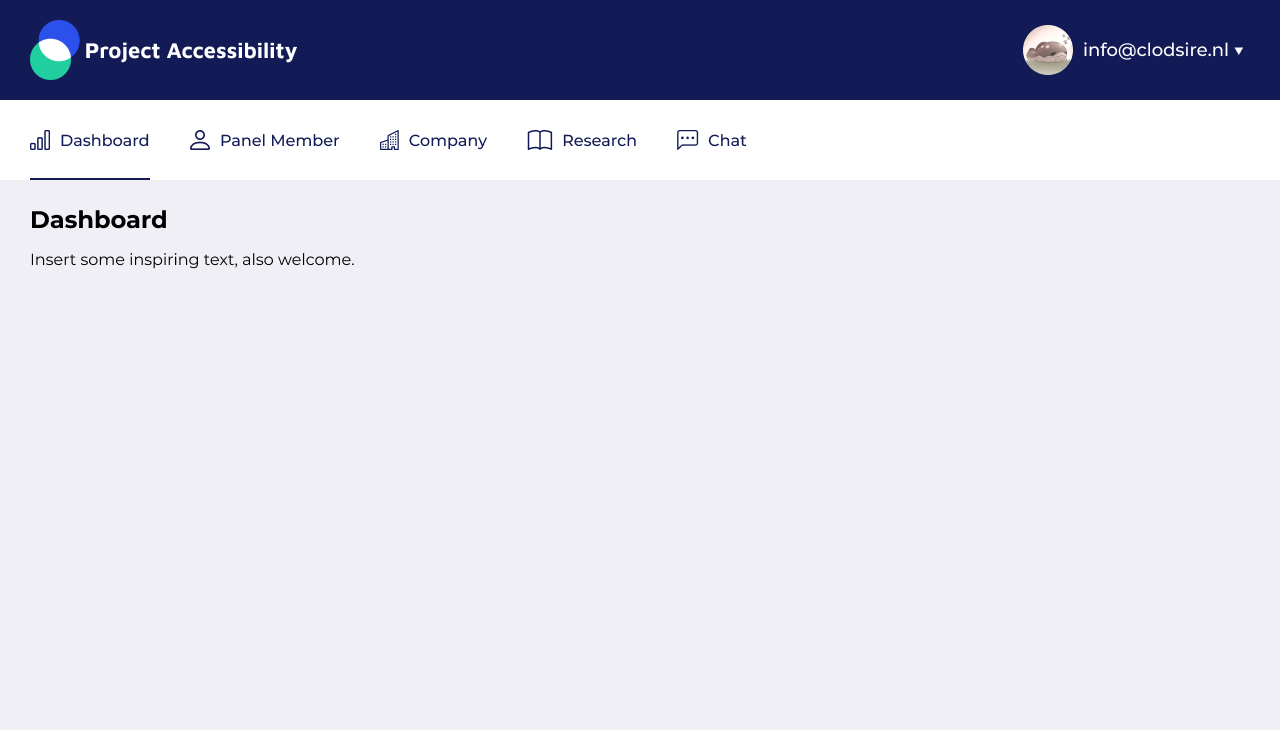 Project Accessibility
info@clodsire.nl ▾
Dashboard
Panel Member
Company
Research
Chat
Dashboard
Insert some inspiring text, also welcome.